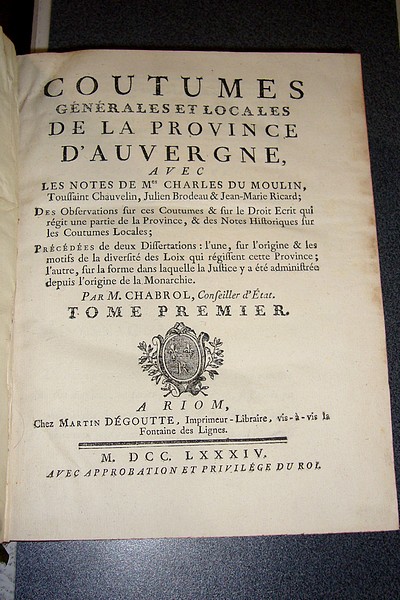 COUTUMES
GÉNÉRALES ET LOCALES
DE LA PROVINCE
D'AUVERGNE,
AVEC
LES NOTES DE Mes CHARLES DU MOULIN,
Toussaint Chauvelin, Julien Brodeau & Jean-Marie Ricard;
DES Observations sur ces Coutumes & sur le Droit Ecrit qui
régit une partie de la Province, & des Notes Historiques sur
les Coutumes Locales;
PRÉCÉDÉES de deux Dissertations : l'une, sur l'origine & les
motifs de la diversité des Loix qui régissent cette Province;
l'autre, sur la forme dans laquelle la Justice y a été administrée
depuis l'origine de la Monarchie.
PAR M. CHABROL, Conseiller d'État.
TOME PREMIER.
A RIOM,
Chez MARTIN DÉGOUTTE, Imprimeur-Libraire, vis-à-vis la
Fontaine des Lignes.
M. DCC. LXXXIV.
AVEC APPROBATION ET PRIVILÉGE DU ROI.